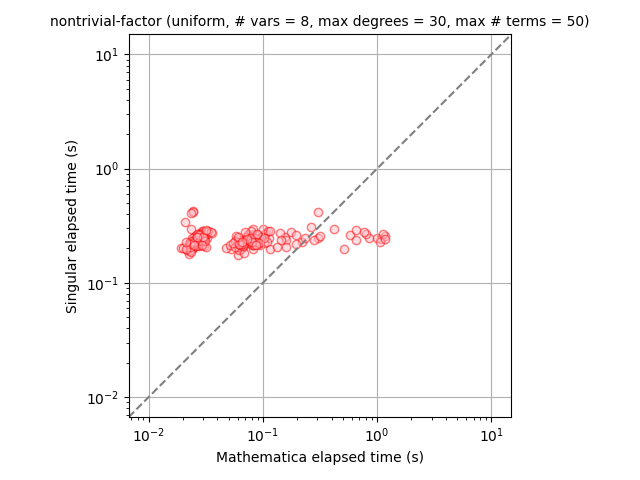 nontrivial-factor (uniform, # vars = 8, max degrees = 30, max # terms = 50)
Singular elapsed time (s)
10¹
10⁰
10⁻¹
10⁻²
10⁻² 10⁻¹ 10⁰ 10¹
Mathematica elapsed time (s)